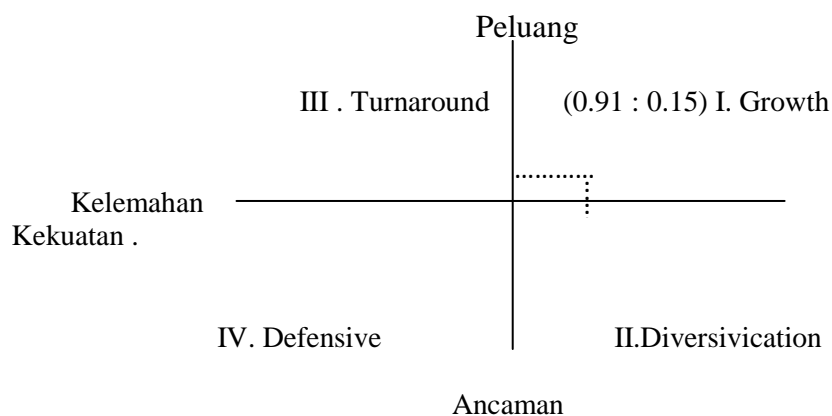 Peluang
III . Turnaround (0.91 : 0.15) I. Growth
Kelemahan
Kekuatan .
IV. Defensive II.Diversivication
Ancaman